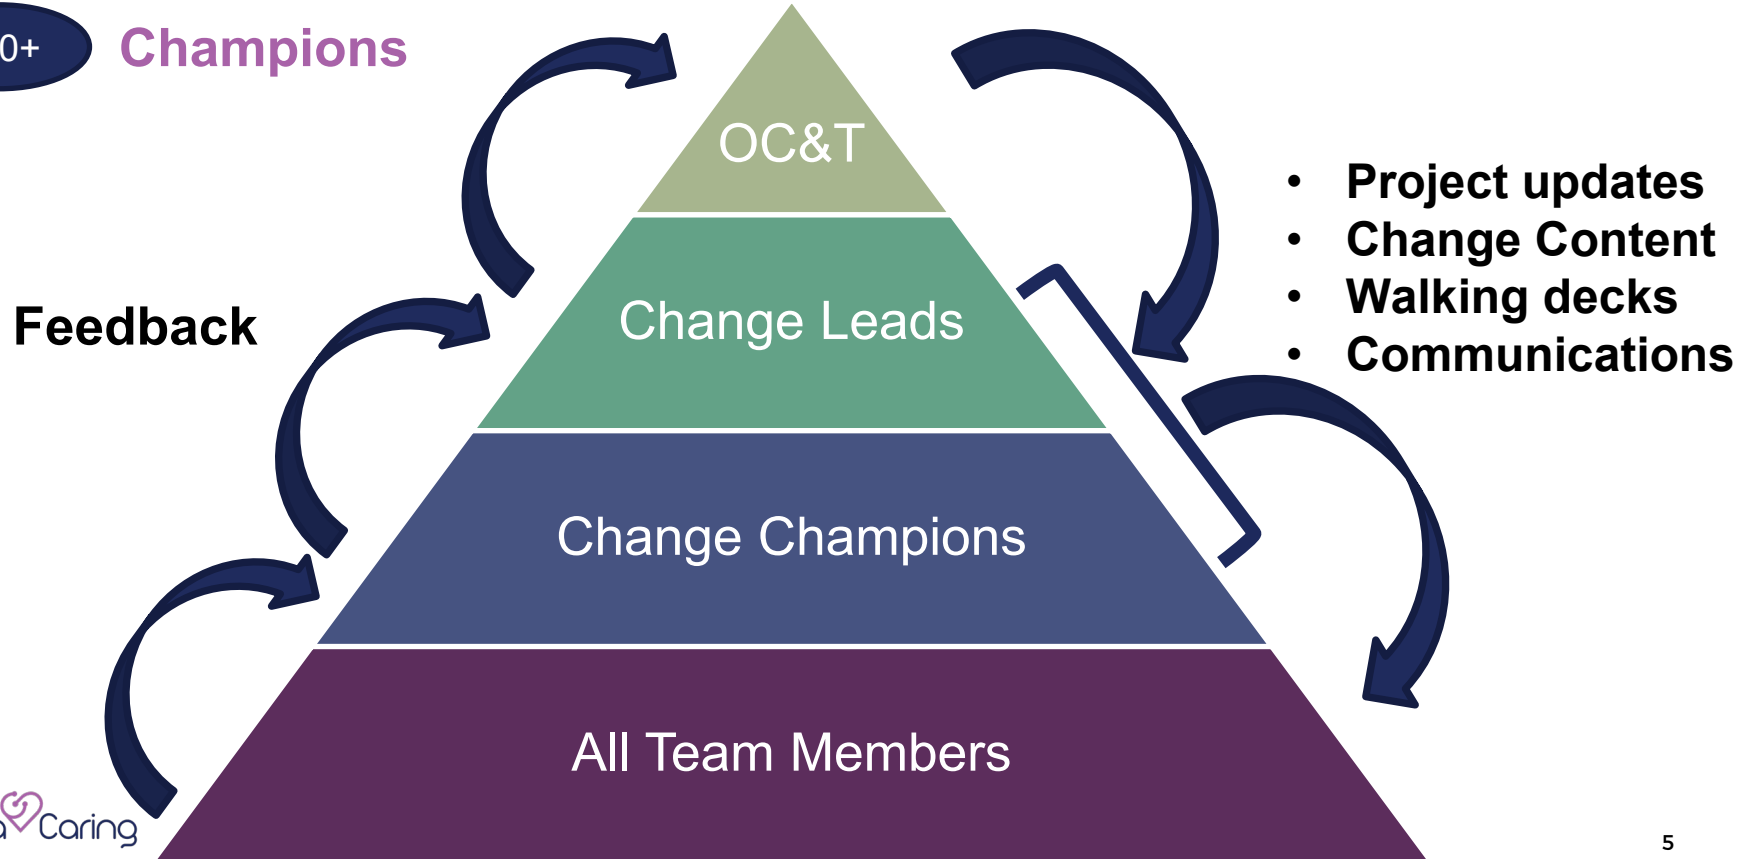 0+
Champions
OC&T
• Project updates
• Change Content
• Walking decks
• Communications
Feedback
Change Leads
Change Champions
All Team Members
Caring
5